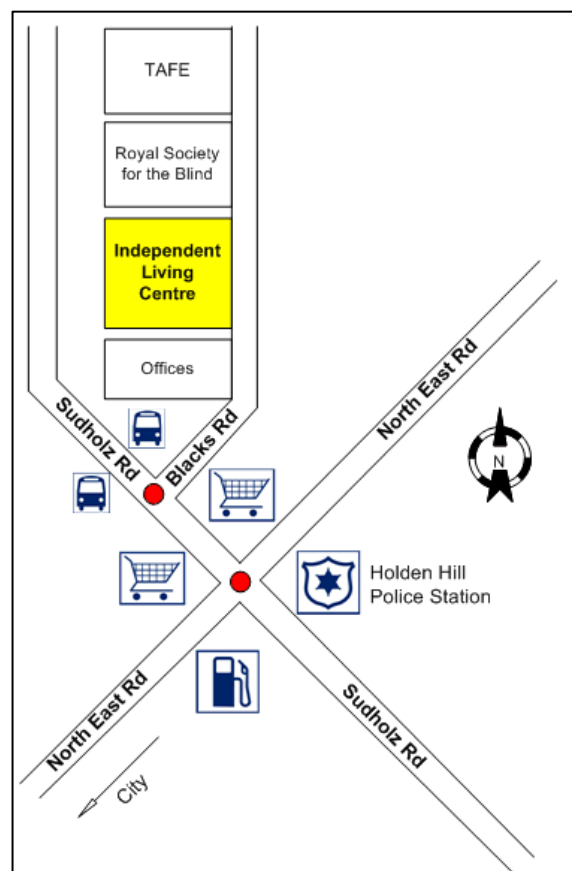 TAFE
Royal Society
for the Blind
Independent
Living
Centre
Offices
Sudholz Rd
Blacks Rd
North East Rd
N
Holden Hill
Police Station
North East Rd
Sudholz Rd
City